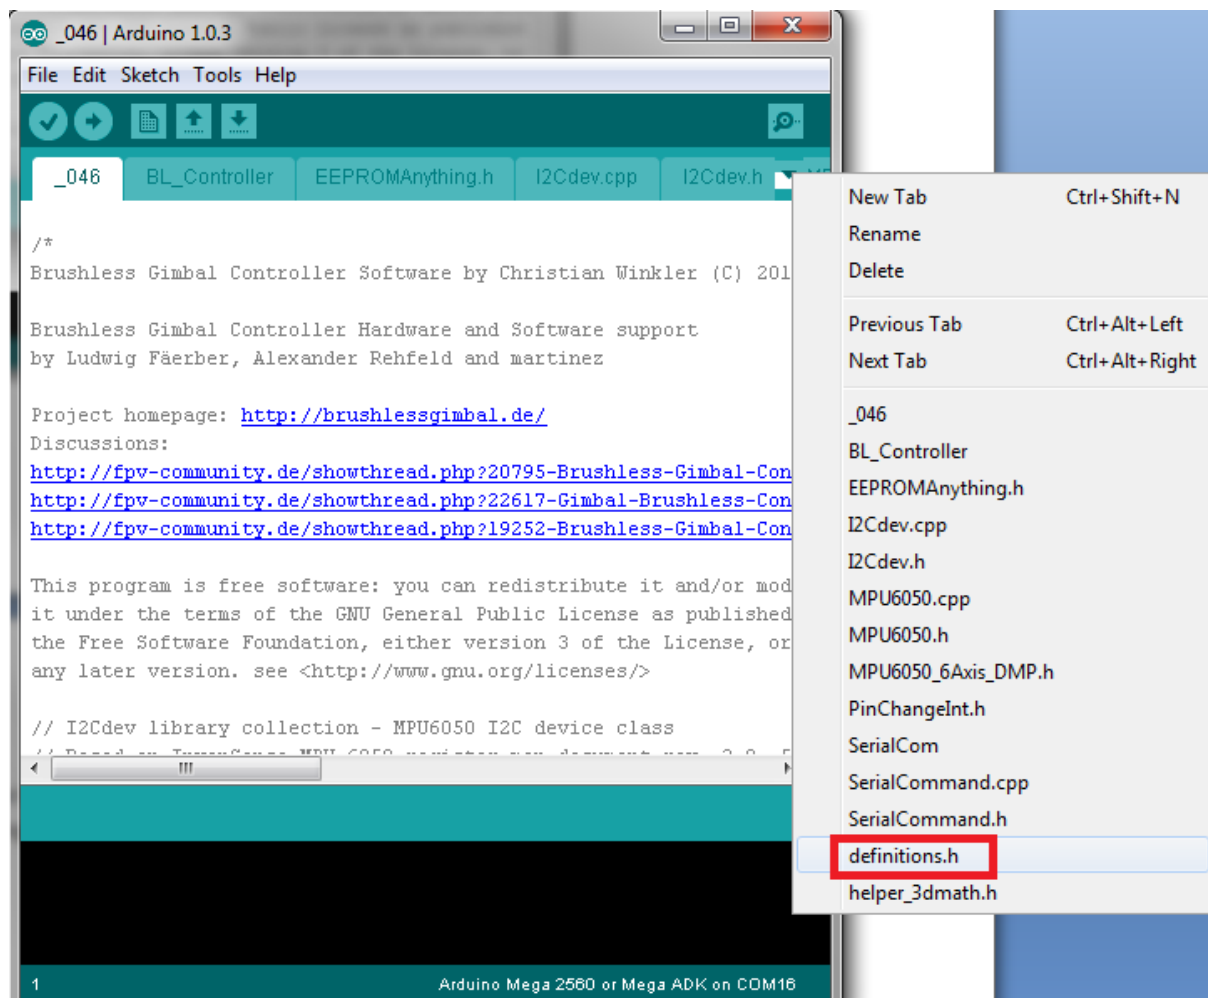 _046 | Arduino 1.0.3
File Edit Sketch Tools Help
_046 BL_Controller EEPROMAnything.h I2Cdev.cpp I2Cdev.h
/*
Brushless Gimbal Controller Software by Christian Winkler (C) 201
Brushless Gimbal Controller Hardware and Software support
by Ludwig Fäerber, Alexander Rehfeld and martinez
Project homepage: http://brushlessgimbal.de/
Discussions:
http://fpv-community.de/showthread.php?20795-Brushless-Gimbal-Con
http://fpv-community.de/showthread.php?22617-Gimbal-Brushless-Con
http://fpv-community.de/showthread.php?19252-Brushless-Gimbal-Con
This program is free software: you can redistribute it and/or mod
it under the terms of the GNU General Public License as published
the Free Software Foundation, either version 3 of the License, or
any later version. see <http://www.gnu.org/licenses/>
// I2Cdev library collection - MPU6050 I2C device class
1
Arduino Mega 2560 or Mega ADK on COM16
New Tab Ctrl+Shift+N
Rename
Delete
Previous Tab Ctrl+Alt+Left
Next Tab Ctrl+Alt+Right
_046
BL_Controller
EEPROMAnything.h
I2Cdev.cpp
I2Cdev.h
MPU6050.cpp
MPU6050.h
MPU6050_6Axis_DMP.h
PinChangeInt.h
SerialCom
SerialCommand.cpp
SerialCommand.h
definitions.h
helper_3dmath.h